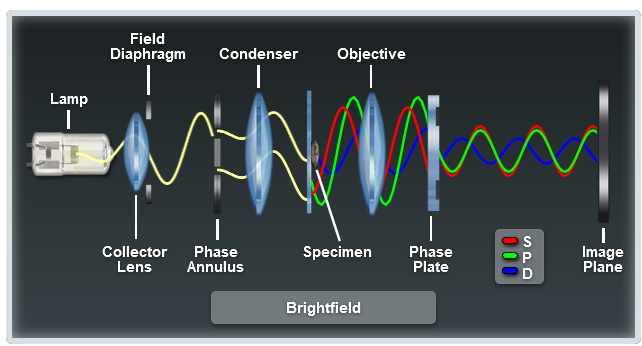 Field
Diaphragm
Condenser
Objective
Lamp
Collector
Lens
Phase
Annulus
Specimen
Phase
Plate
S
P
D
Image
Plane
Brightfield